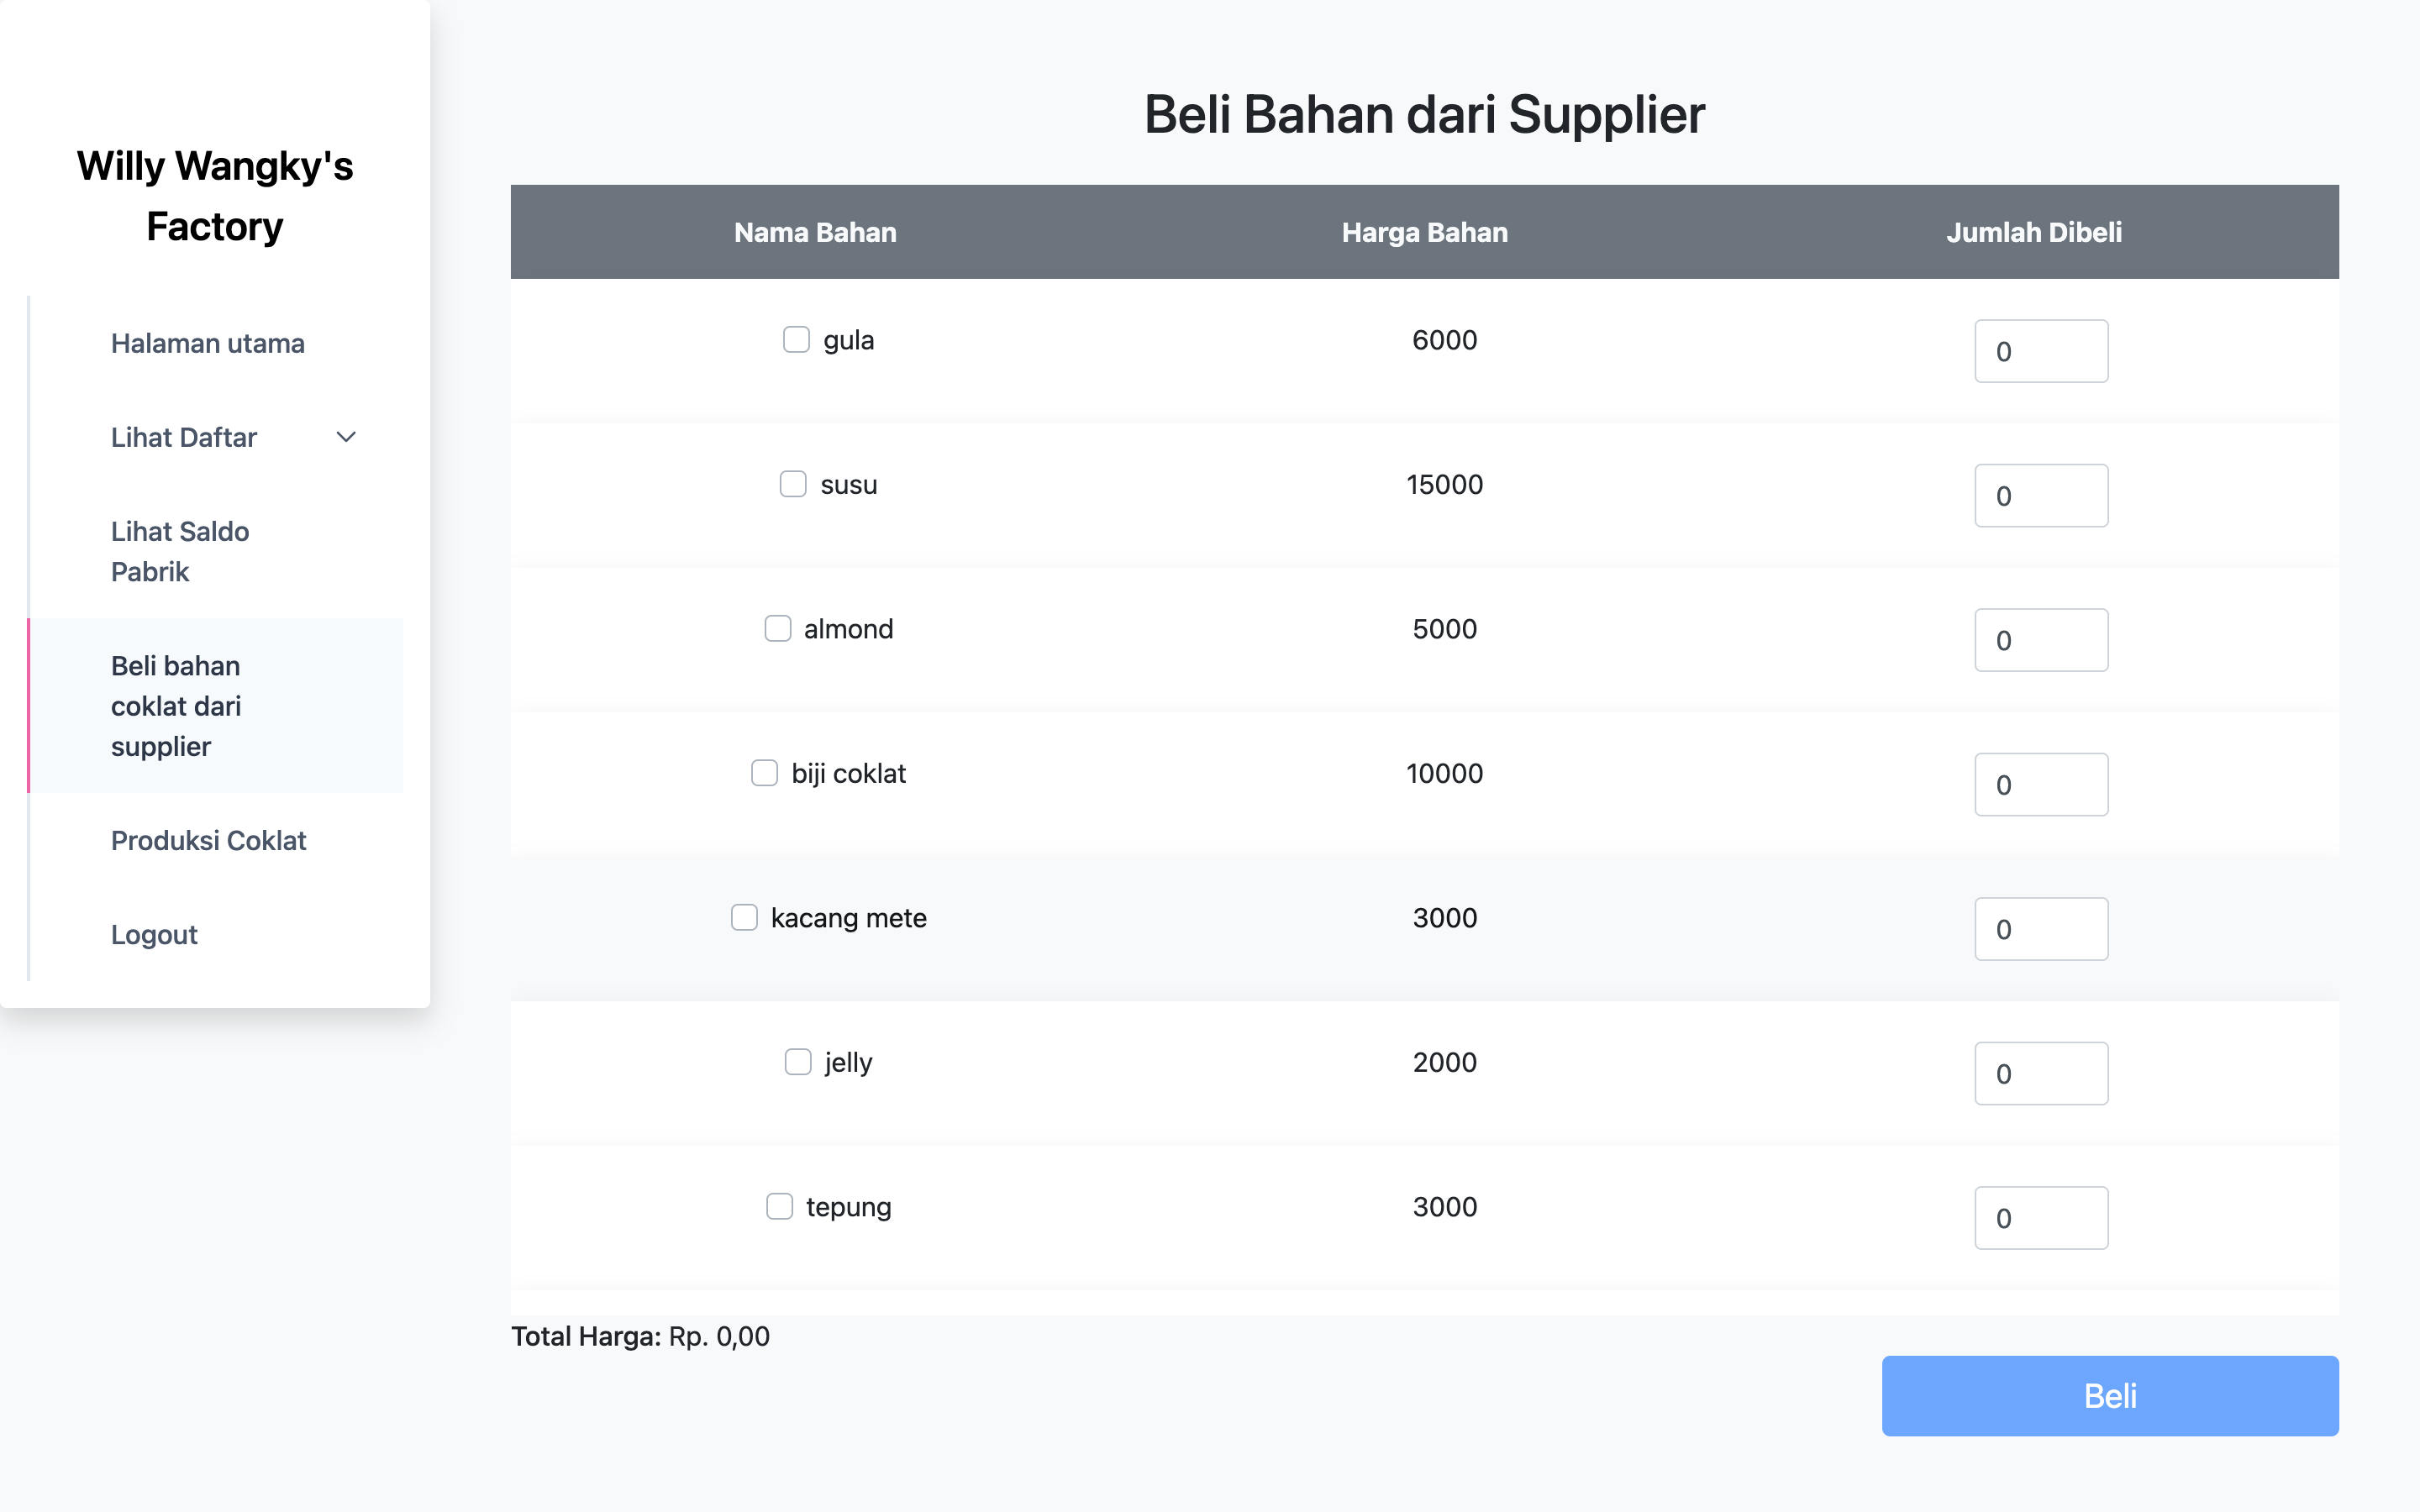 Willy Wangky's
Factory
Halaman utama
Lihat Daftar
Lihat Saldo
Pabrik
Beli bahan
coklat dari
supplier
Produksi Coklat
Logout
Beli Bahan dari Supplier
Nama Bahan Harga Bahan Jumlah Dibeli
gula 6000 0
susu 15000 0
almond 5000 0
biji coklat 10000 0
kacang mete 3000 0
jelly 2000 0
tepung 3000 0
Total Harga: Rp. 0,00
Beli